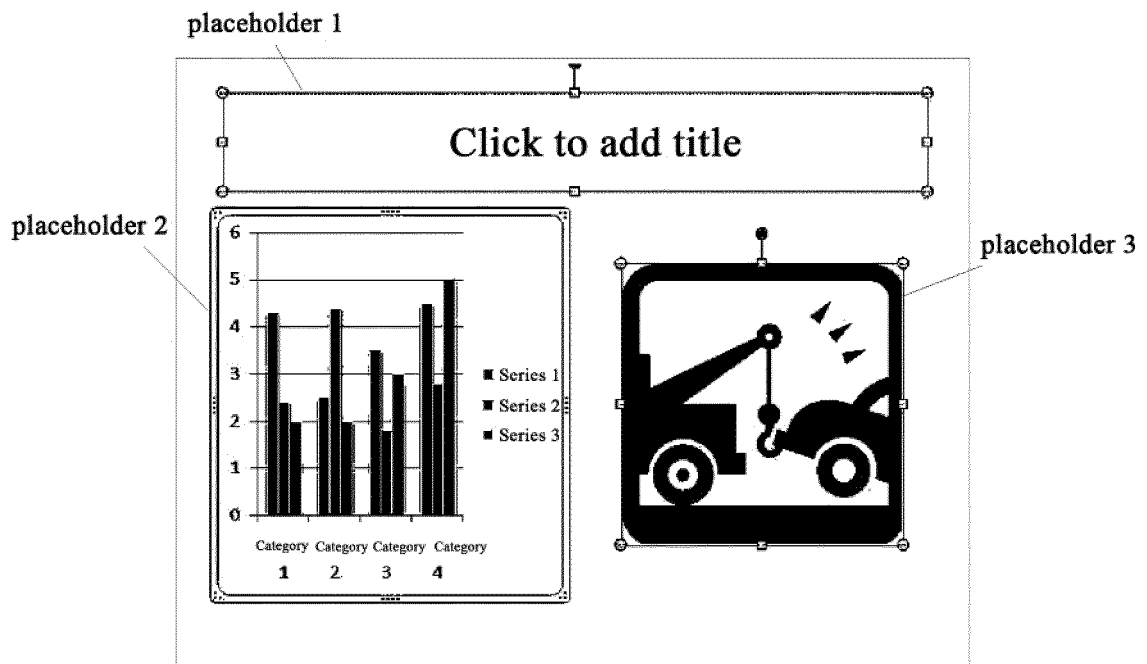 placeholder 1
Click to add title
placeholder 2
placeholder 3
6
5
4
3
2
1
0
Series 1
Series 2
Series 3
Category Category Category Category
1 2 3 4